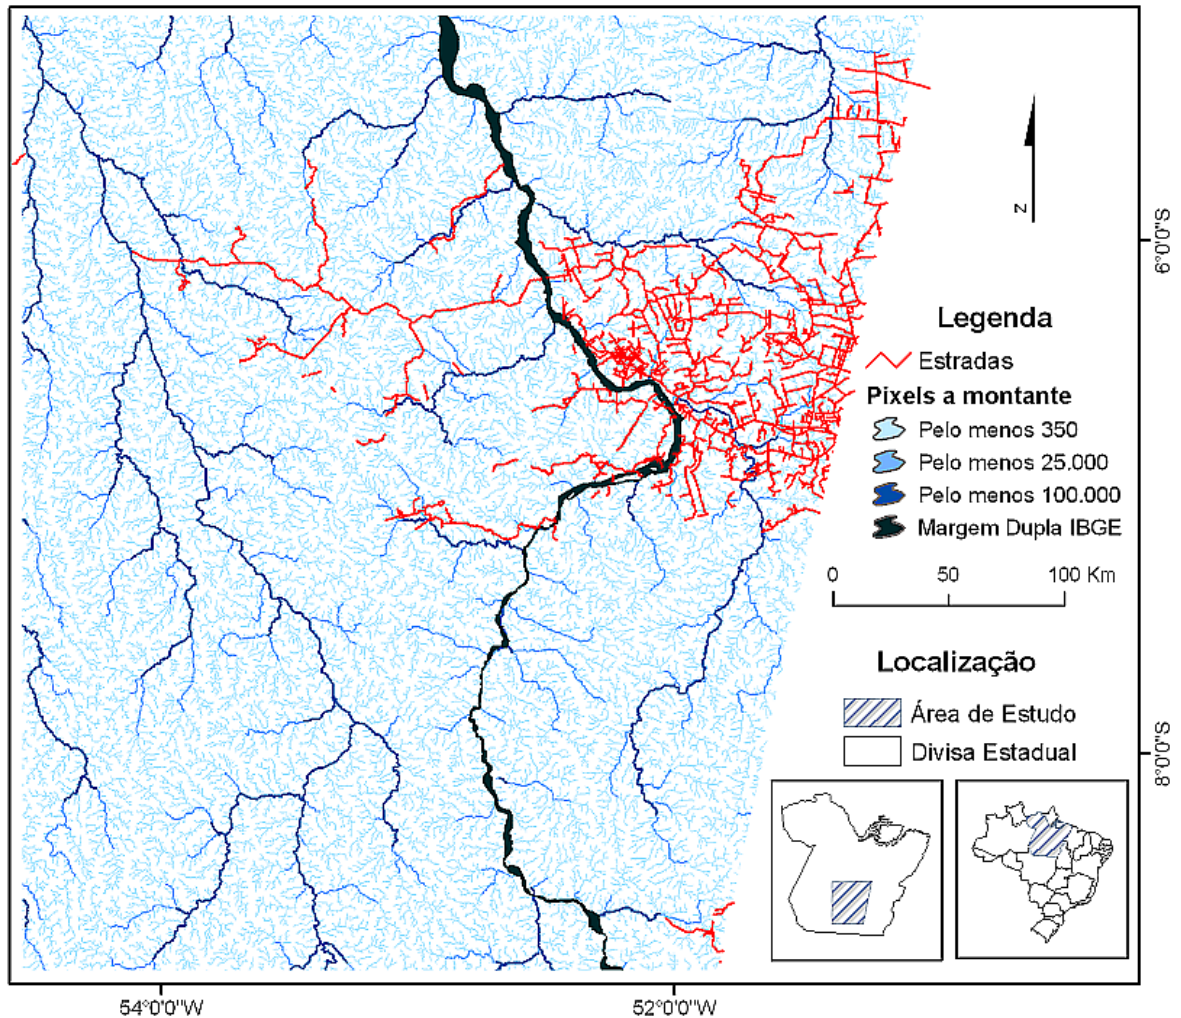 N
6°0'0"S
Legenda
Estradas
Pixels a montante
Pelo menos 350
Pelo menos 25.000
Pelo menos 100.000
Margem Dupla IBGE
0 50 100 Km
Localização
Área de Estudo
Divisa Estadual
8°0'0"S
54°0'0"W 52°0'0"W